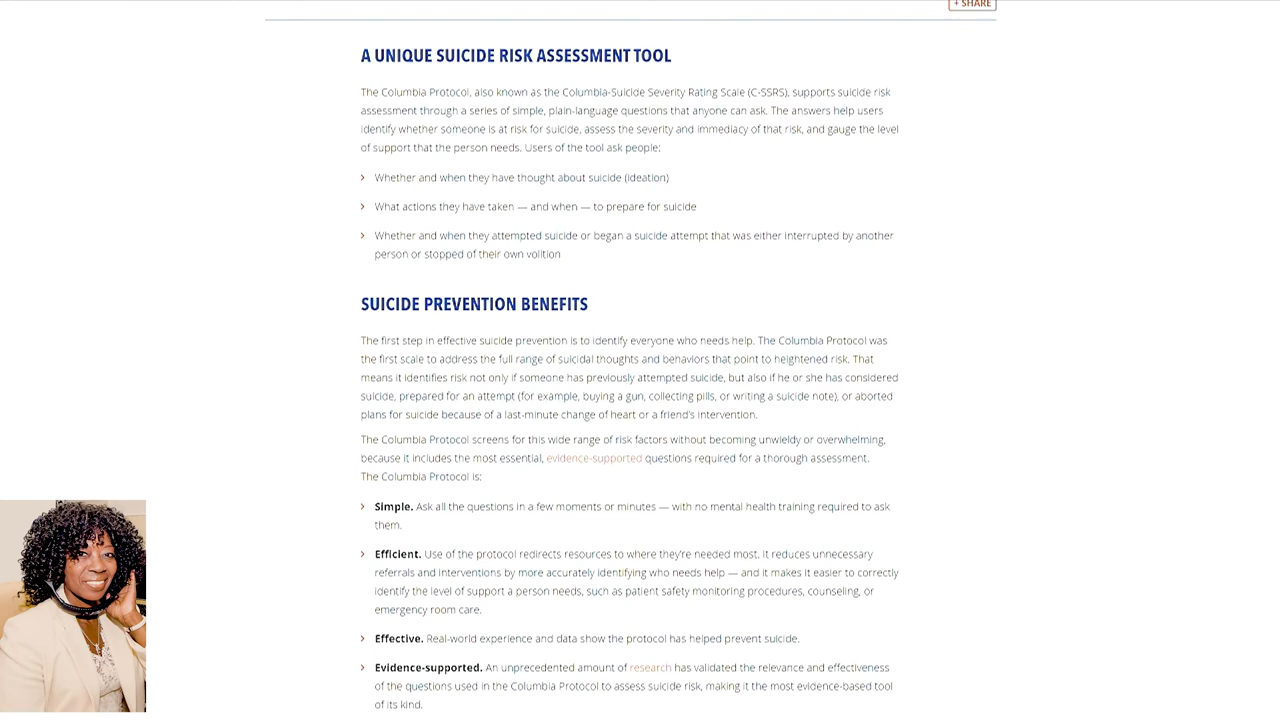 + SHARE
A UNIQUE SUICIDE RISK ASSESSMENT TOOL
The Columbia Protocol, also known as the Columbia-Suicide Severity Rating Scale (C-SSRS), supports suicide risk
assessment through a series of simple, plain-language questions that anyone can ask. The answers help users
identify whether someone is at risk for suicide, assess the severity and immediacy of that risk, and gauge the level
of support that the person needs. Users of the tool ask people:
Whether and when they have thought about suicide (ideation)
What actions they have taken — and when — to prepare for suicide
Whether and when they attempted suicide or began a suicide attempt that was either interrupted by another
person or stopped of their own volition
SUICIDE PREVENTION BENEFITS
The first step in effective suicide prevention is to identify everyone who needs help. The Columbia Protocol was
the first scale to address the full range of suicidal thoughts and behaviors that point to heightened risk. That
means it identifies risk not only if someone has previously attempted suicide, but also if he or she has considered
suicide, prepared for an attempt (for example, buying a gun, collecting pills, or writing a suicide note), or aborted
plans for suicide because of a last-minute change of heart or a friend's intervention.
The Columbia Protocol screens for this wide range of risk factors without becoming unwieldy or overwhelming,
because it includes the most essential, evidence-supported questions required for a thorough assessment.
The Columbia Protocol is:
Simple. Ask all the questions in a few moments or minutes — with no mental health training required to ask
them.
Efficient. Use of the protocol redirects resources to where they're needed most. It reduces unnecessary
referrals and interventions by more accurately identifying who needs help — and it makes it easier to correctly
identify the level of support a person needs, such as patient safety monitoring procedures, counseling, or
emergency room care.
Effective. Real-world experience and data show the protocol has helped prevent suicide.
Evidence-supported. An unprecedented amount of research has validated the relevance and effectiveness
of the questions used in the Columbia Protocol to assess suicide risk, making it the most evidence-based tool
of its kind.